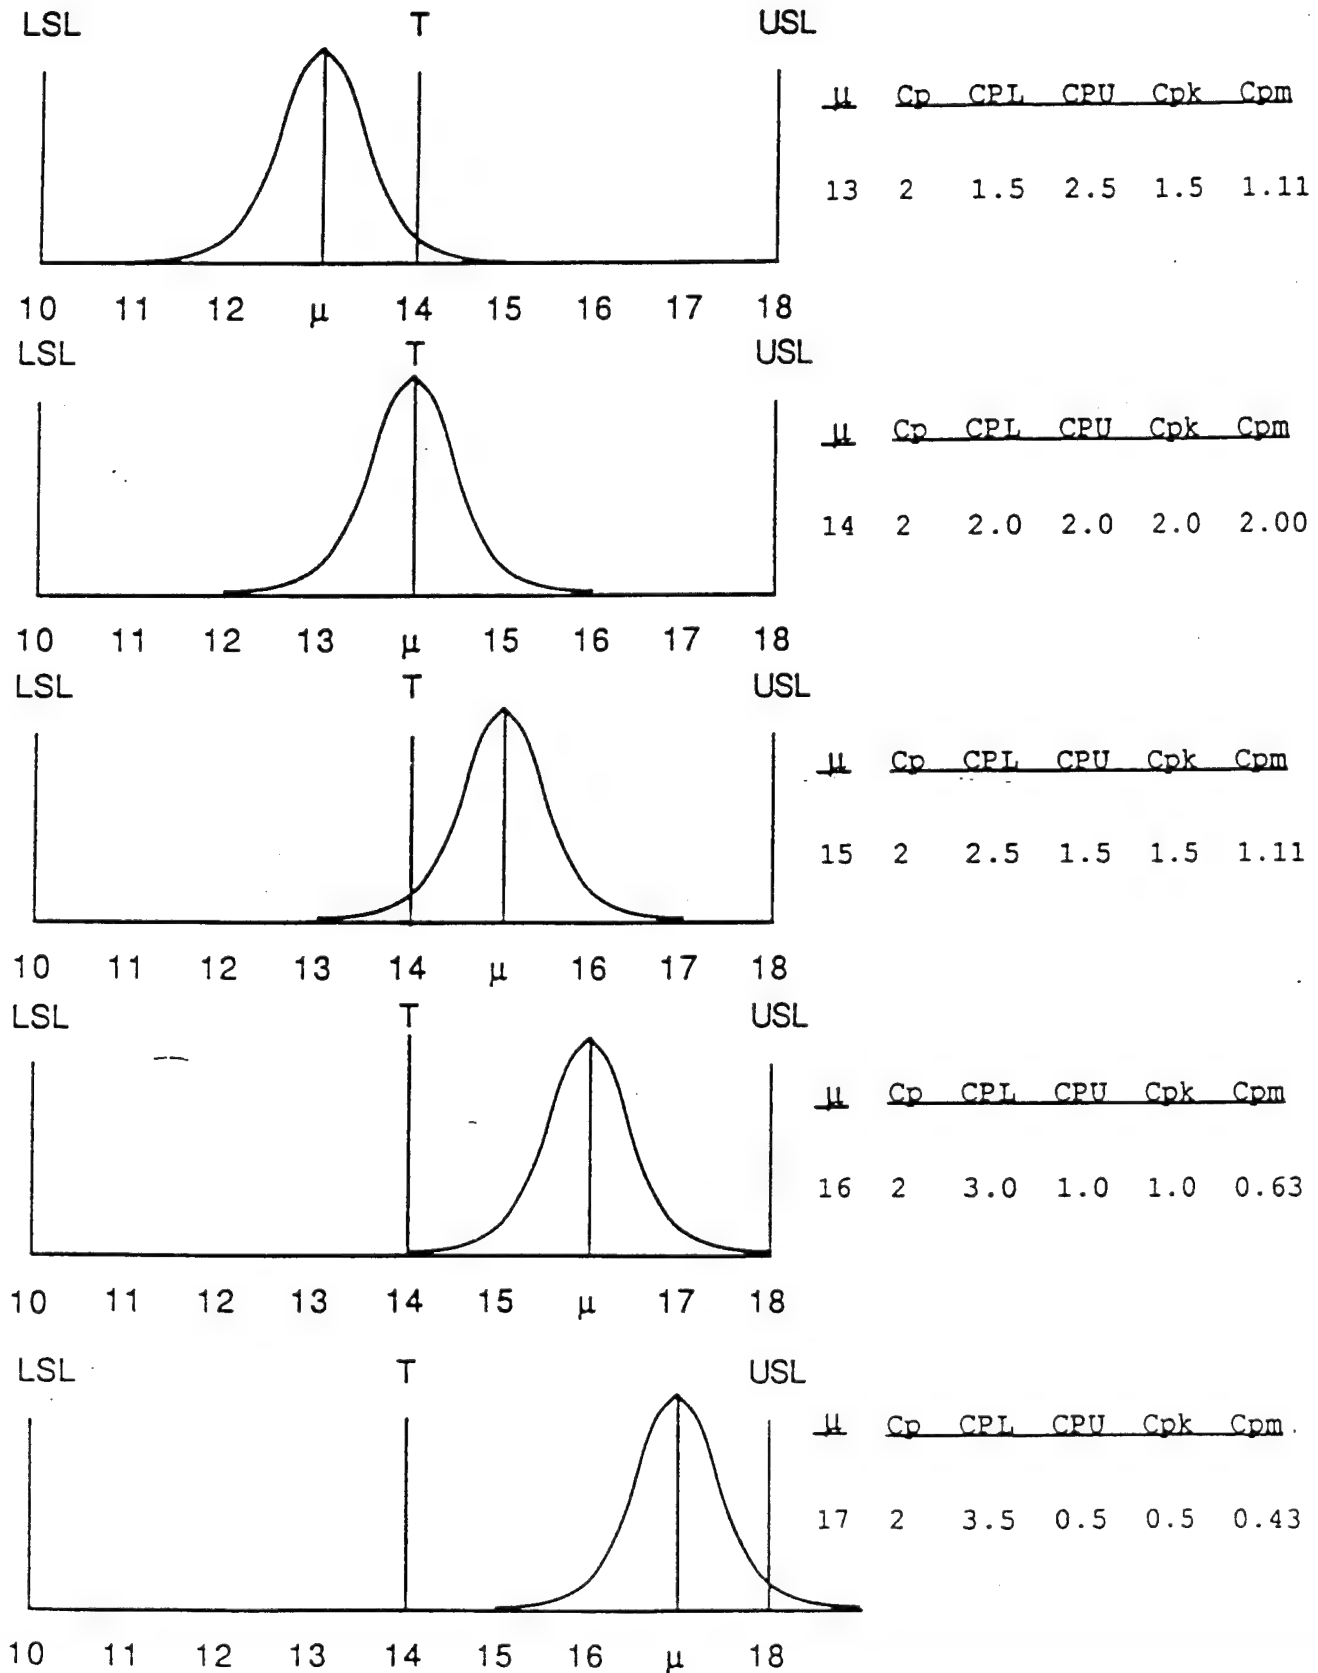 LSL T USL
μ Cp CPL CPU Cpk Cpm
13 2 1.5 2.5 1.5 1.11
10 11 12 μ 14 15 16 17 18
LSL T USL
μ Cp CPL CPU Cpk Cpm
14 2 2.0 2.0 2.0 2.00
10 11 12 13 μ 15 16 17 18
LSL T USL
μ Cp CPL CPU Cpk Cpm
15 2 2.5 1.5 1.5 1.11
10 11 12 13 14 μ 16 17 18
LSL T USL
μ Cp CPL CPU Cpk Cpm
16 2 3.0 1.0 1.0 0.63
10 11 12 13 14 15 μ 17 18
LSL T USL
μ Cp CPL CPU Cpk Cpm
17 2 3.5 0.5 0.5 0.43
10 11 12 13 14 15 16 μ 18